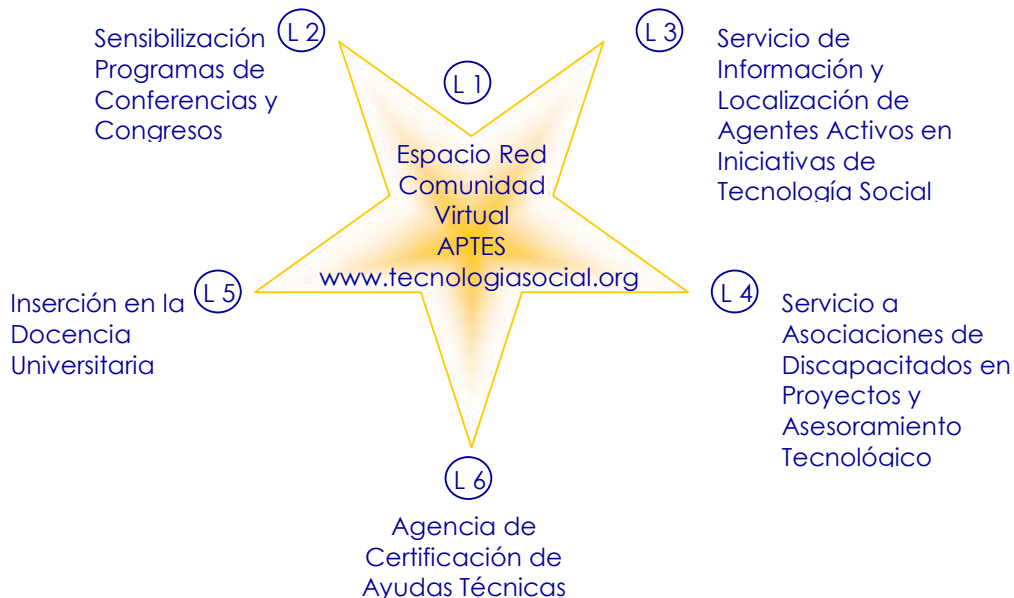 L 2
Sensibilización
Programas de
Conferencias y
Congresos
L 1
Espacio Red
Comunidad
Virtual
APTES
www.tecnologiasocial.org
L 3
Servicio de
Información y
Localización de
Agentes Activos en
Iniciativas de
Tecnología Social
L 5
Inserción en la
Docencia
Universitaria
L 4
Servicio a
Asociaciones de
Discapacitados en
Proyectos y
Asesoramiento
Tecnológico
L 6
Agencia de
Certificación de
Ayudas Técnicas